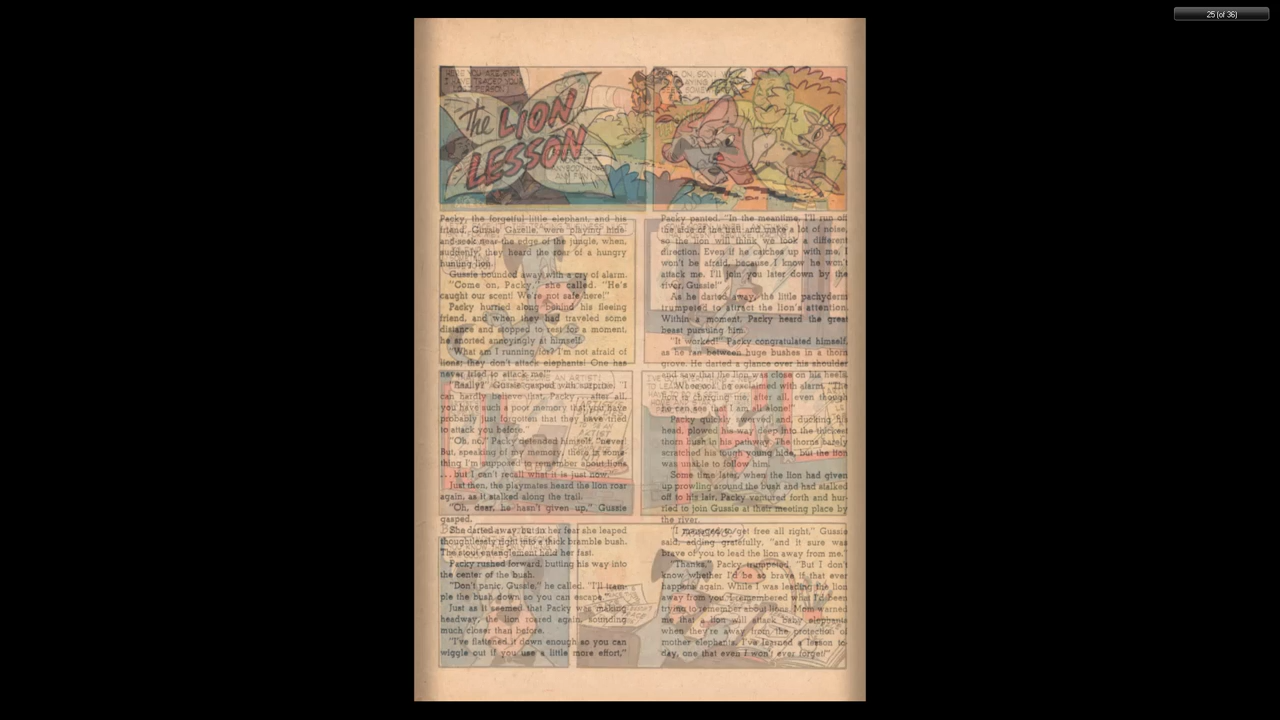 25 (of 36)
The LION
LESSON
Packy, the forgetful little elephant, and his
friend, Gussie Gazelle, were playing hide
and-seek near the edge of the jungle, when,
suddenly, they heard the roar of a hungry
hunting lion.
Gussie bounded away with a cry of alarm.
"Come on, Packy," she called. "He's
caught our scent! We're not safe here!"
Packy hurried along behind his fleeing
friend, and when they had traveled some
distance and stopped to rest for a moment,
he snorted annoyingly at himself.
"What am I running for? I'm not afraid of
lions; they don't attack elephants! One has
never tried to attack me!"
"Really?" Gussie gasped with surprise. "I
can hardly believe that, Packy . . . after all,
you have such a poor memory that you have
probably just forgotten that they have tried
to attack you before."
"Oh, no," Packy defended himself, "never!
But, speaking of my memory, there is some-
thing I'm supposed to remember about lions
. . . but I can't recall what it is just now."
Just then, the playmates heard the lion roar
again, as it stalked along the trail.
"Oh, dear, he hasn't given up," Gussie
gasped.
She darted away, but in her fear she leaped
thoughtlessly right into a thick bramble bush.
The stout entanglement held her fast.
Packy rushed forward, butting his way into
the center of the bush.
"Don't panic, Gussie," he called. "I'll tram-
ple the bush down so you can escape."
Just as it seemed that Packy was making
headway, the lion roared again, sounding
much closer than before.
"I've flattened it down enough so you can
wiggle out if you use a little more effort,"
Packy panted. "In the meantime, I'll run off
the side of the trail and make a lot of noise,
so the lion will think we took a different
direction. Even if he catches up with me, I
won't be afraid, because I know he won't
attack me. I'll join you later down by the
river, Gussie!"
As he darted away, the little pachyderm
trumpeted to attract the lion's attention.
Within a moment, Packy heard the great
beast pursuing him.
"It worked!" Packy congratulated himself,
as he ran between huge bushes in a thorn
grove. He darted a glance over his shoulder
and saw that the lion was close on his heels.
he exclaimed with alarm. "The
lion is charging me, after all, even though
he can see that I am all alone!"
Packy quickly swerved and, ducking his
head, plowed his way deep into the thickest
thorn bush in his pathway. The thorns barely
scratched his tough young hide, but the lion
was unable to follow him.
Some time later, when the lion had given
up prowling around the bush and had stalked
off to his lair, Packy ventured forth and hur-
ried to join Gussie at their meeting place by
the river.
"I managed to get free all right," Gussie
said, adding gratefully, "and it sure was
brave of you to lead the lion away from me."
"Thanks," Packy trumpeted. "But I don't
know whether I'd be so brave if that ever
happens again. While I was leading the lion
away from you, I remembered what I'd been
trying to remember about lions. Mom warned
me that a lion will attack baby elephants
when they're away from the protection of
mother elephants. I've learned a lesson to-
day, one that even I won't ever forget!"